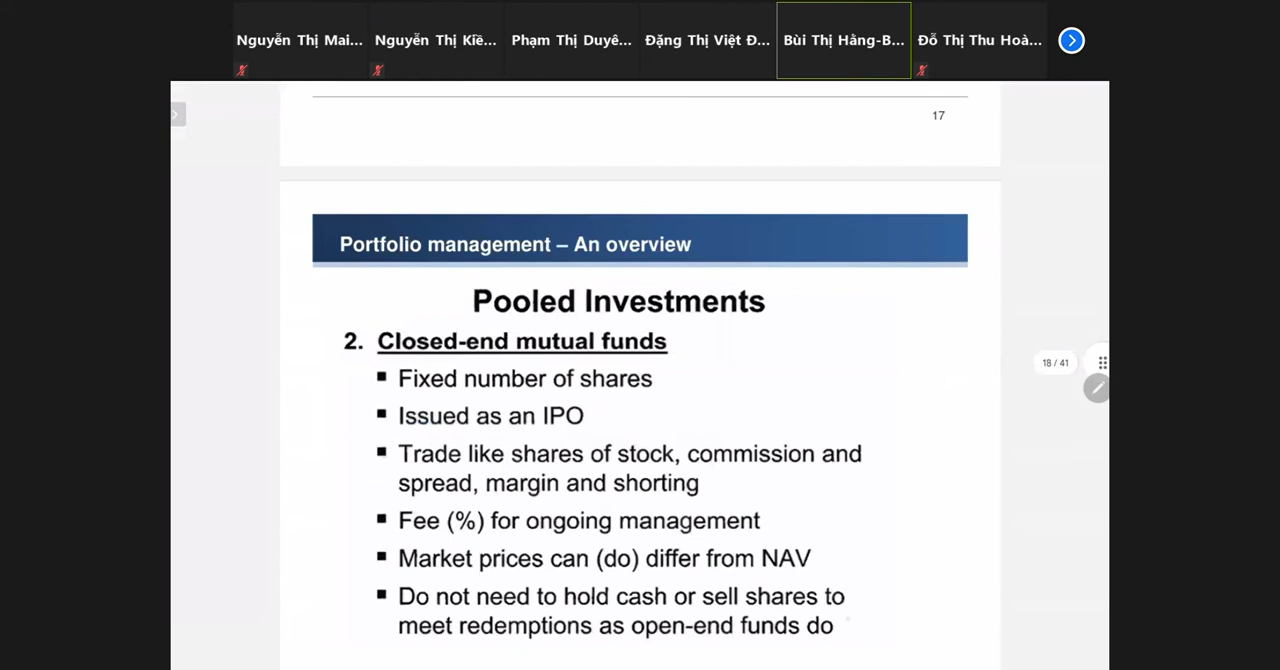 Nguyễn Thị Mai...
Nguyễn Thị Kiề...
Phạm Thị Duyê...
Đặng Thị Việt Đ...
Bùi Thị Hằng-B...
Đỗ Thị Thu Hoà...
17
Portfolio management – An overview
Pooled Investments
2. Closed-end mutual funds
▪ Fixed number of shares
▪ Issued as an IPO
▪ Trade like shares of stock, commission and
spread, margin and shorting
▪ Fee (%) for ongoing management
▪ Market prices can (do) differ from NAV
▪ Do not need to hold cash or sell shares to
meet redemptions as open-end funds do
18 / 41